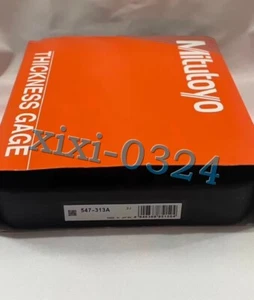 Mitutoyo
THICKNESS GAGE
xixi-0324
547-313A